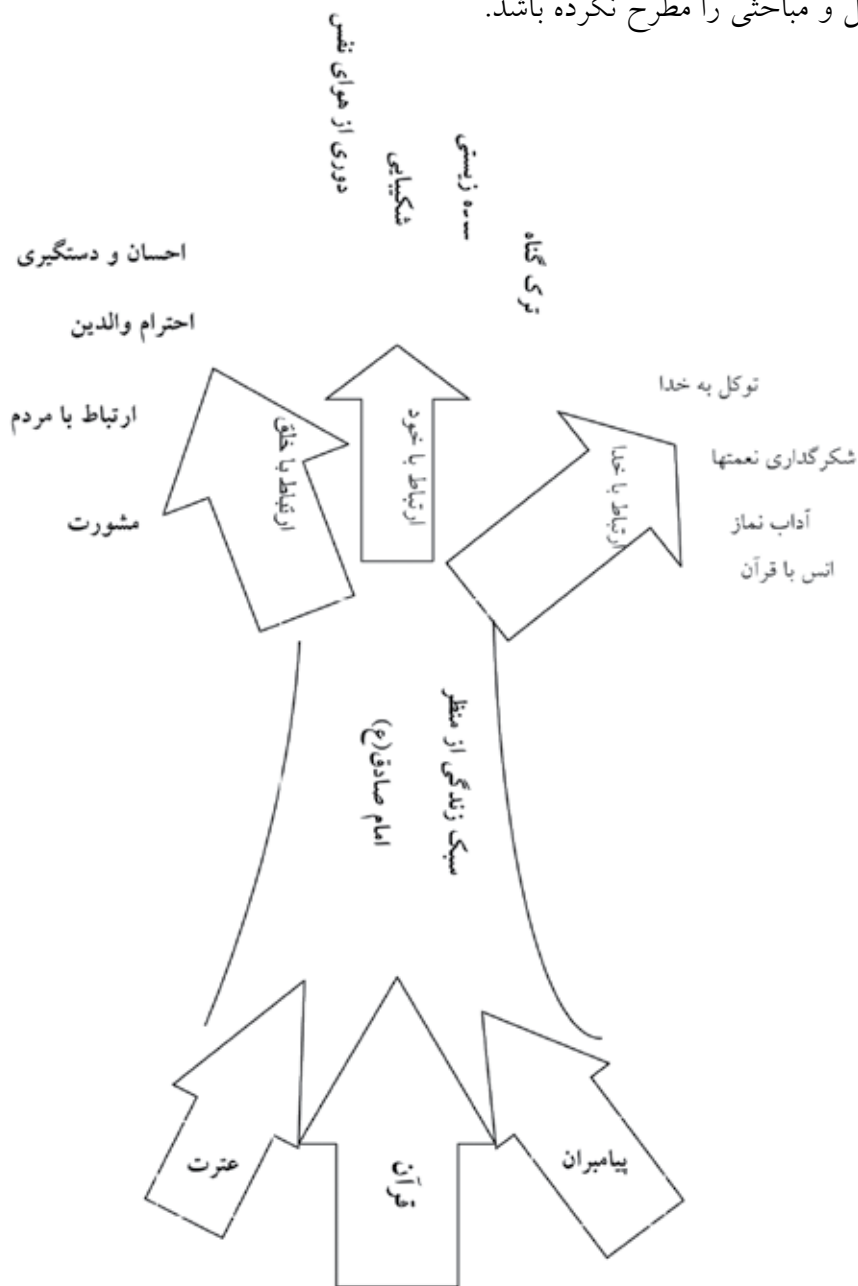 ل و مباحثی را مطرح نکرده باشد.
دوری از هوای نفس
شکیبایی
زیستی
ترک گناه
احسان و دستگیری
احترام والدین
ارتباط با مردم
مشورت
توکل به خدا
شکرگذاری نعمتها
آداب نماز
انس با قرآن
ارتباط با خلق
ارتباط با خود
ارتباط با خدا
سبک زندگی از منظر
امام صادق(ع)
عترت
قرآن
پیامبران